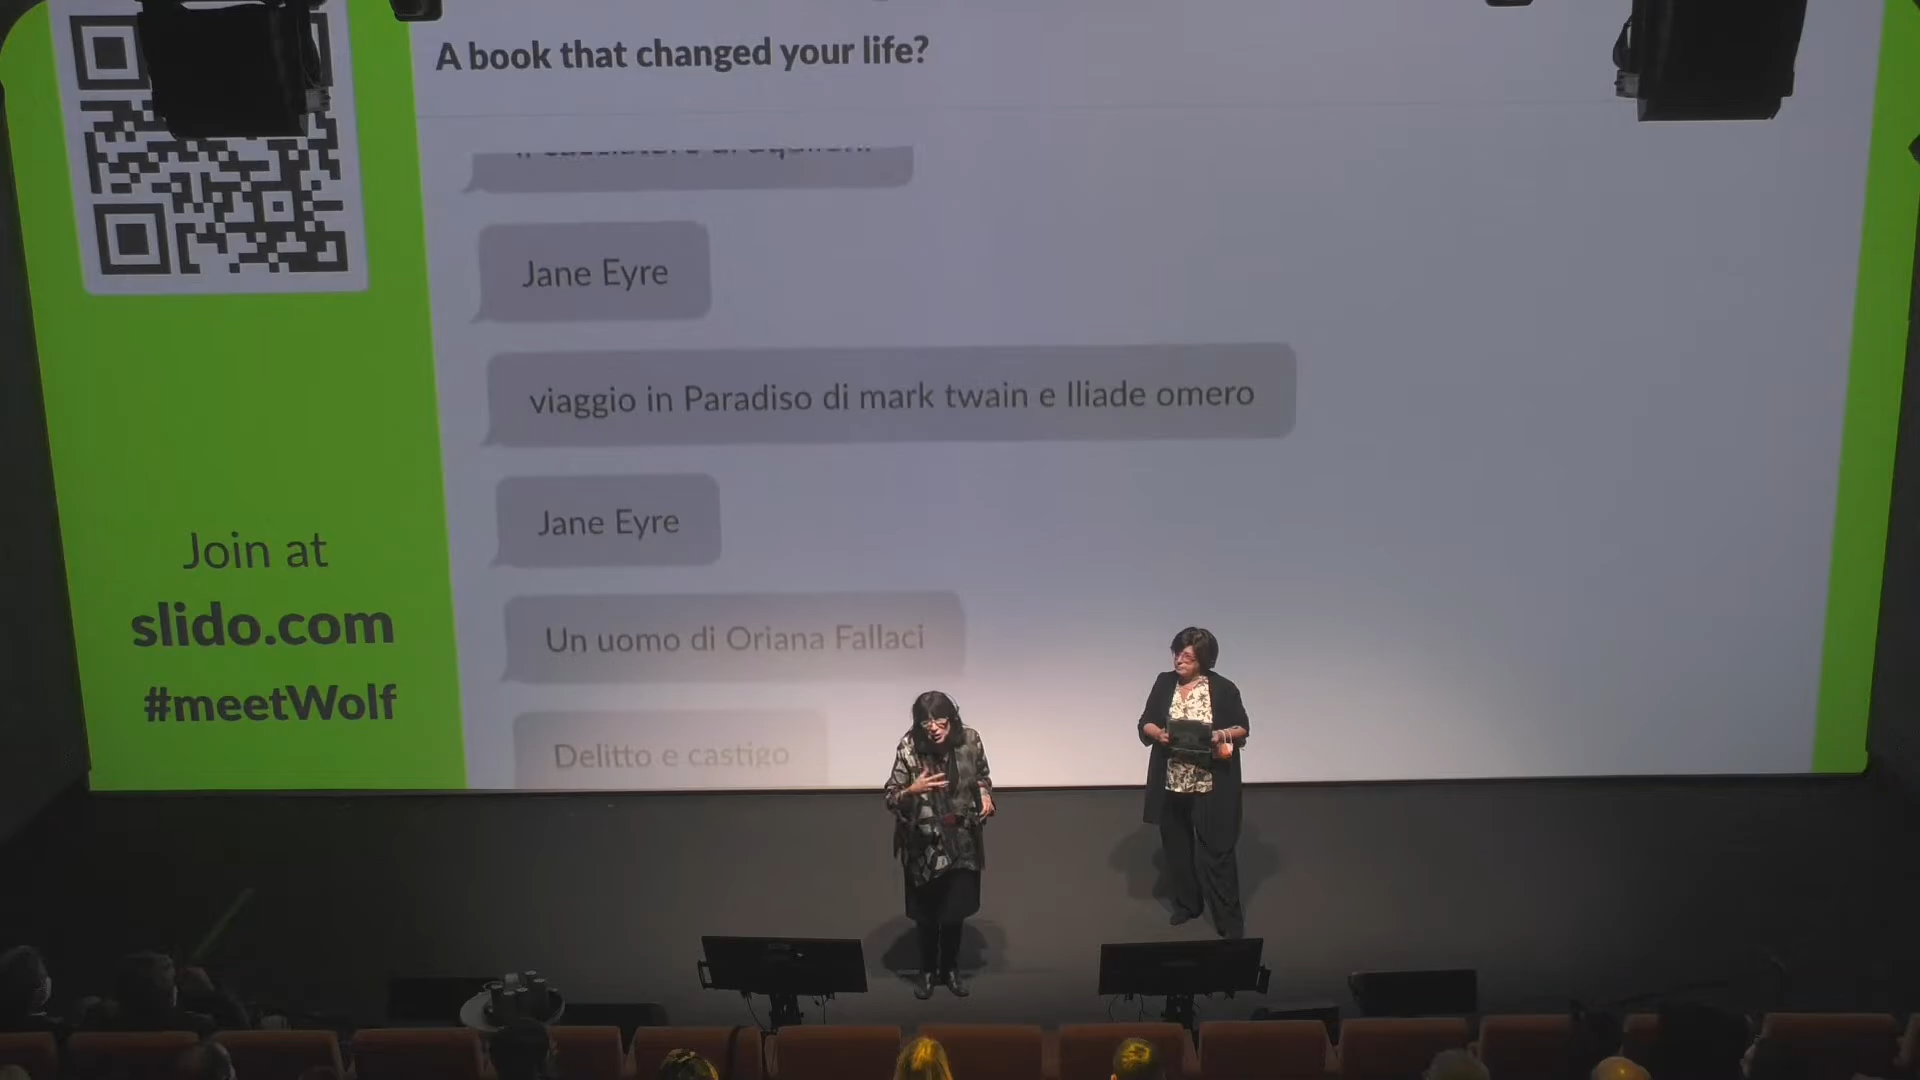 A book that changed your life?
Jane Eyre
viaggio in Paradiso di mark twain e Iliade omero
Jane Eyre
Un uomo di Oriana Fallaci
Delitto e castigo
Join at
slido.com
#meetWolf